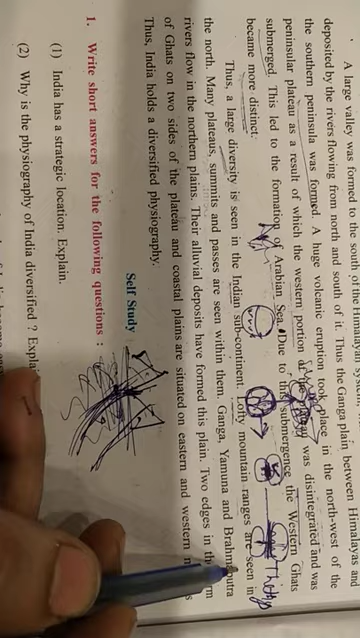 A large valley was formed to the south of the Himalay
deposited by the rivers flowing from north and south of it. Thus the Ganga plain between Himalayas and
the southern peninsula was formed. A huge volcanic eruption took place in the north-west of the
peninsular plateau as a result of which the western portion of was disintegrated and was
submerged. This led to the formation of Arabian Sea. Due to submergence the Western Ghats
became more distinct.
Thus, a large diversity is seen in the Indian sub-continent. Lofty mountain ranges are seen in
the north. Many plateaus, summits and passes are seen within them. Ganga, Yamuna and Brahmaputra
rivers flow in the northern plains. Their alluvial deposits have formed this plain. Two edges in the
of Ghats on two sides of the plateau and coastal plains are situated on eastern and western
Thus, India holds a diversified physiography.
Self Study
1. Write short answers for the following questions :
(1) India has a strategic location. Explain.
(2) Why is the physiography of India diversified ? Expla